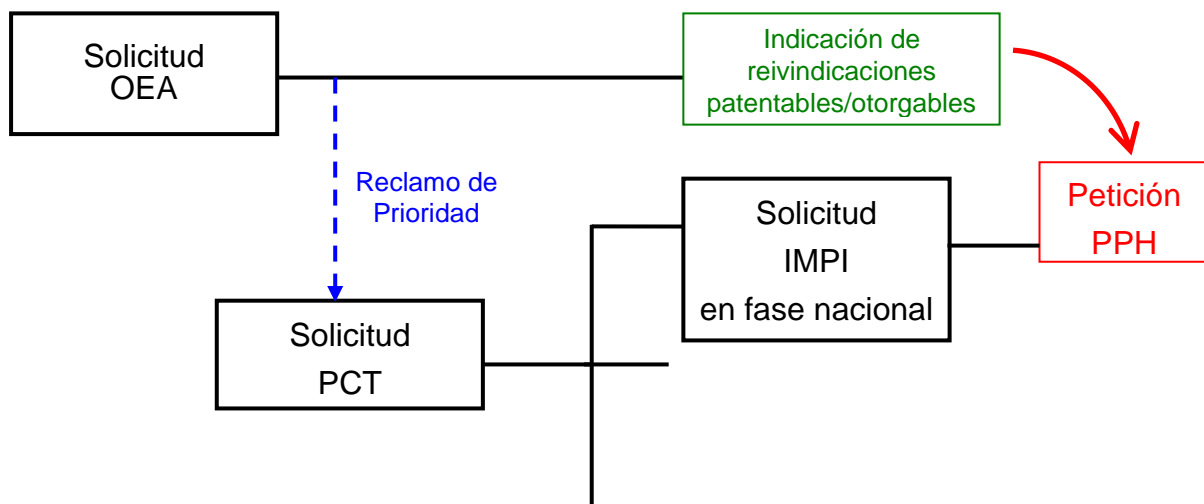 Solicitud
OEA
Indicación de
reivindicaciones
patentables/otorgables
Reclamo de
Prioridad
Solicitud
IMPI
en fase nacional
Petición
PPH
Solicitud
PCT